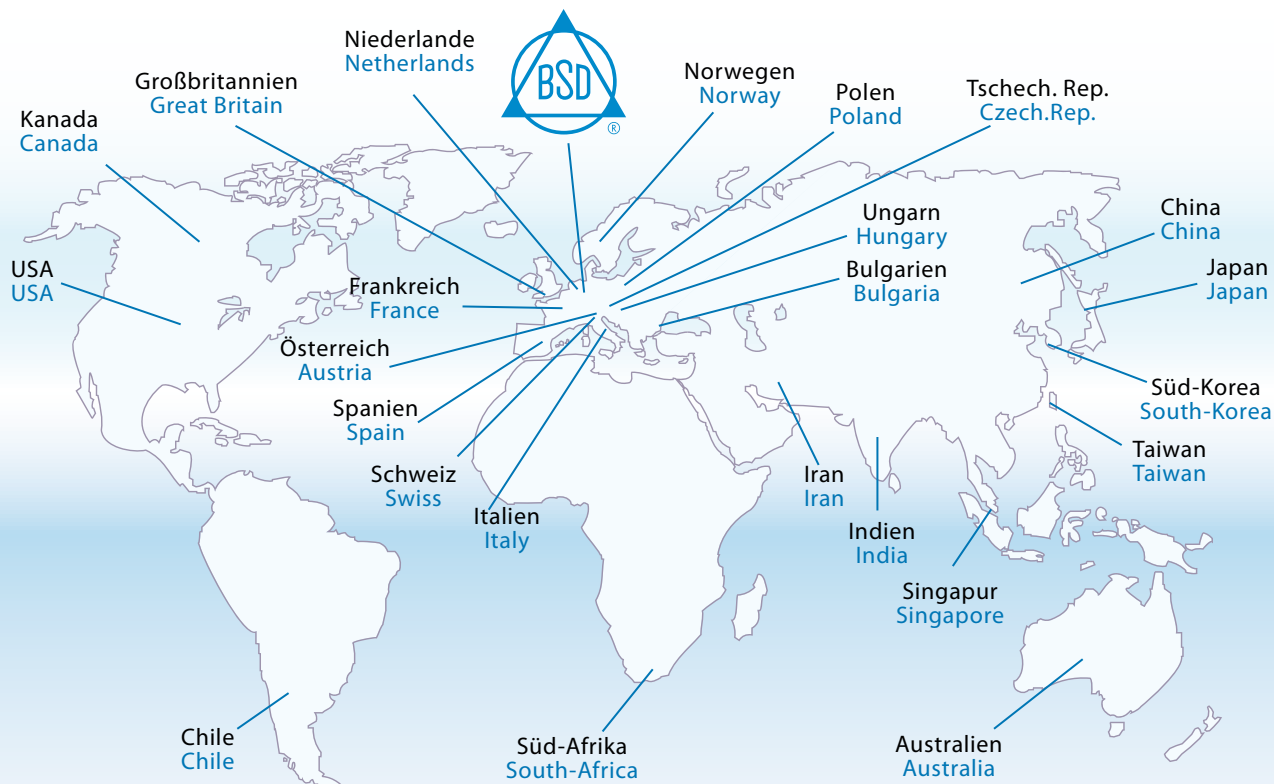 Niederlande
Netherlands
BSD
®
Großbritannien
Great Britain
Norwegen
Norway
Polen
Poland
Tschech. Rep.
Czech.Rep.
Kanada
Canada
Ungarn
Hungary
China
China
USA
USA
Frankreich
France
Bulgarien
Bulgaria
Japan
Japan
Österreich
Austria
Süd-Korea
South-Korea
Spanien
Spain
Taiwan
Taiwan
Schweiz
Swiss
Iran
Iran
Italien
Italy
Indien
India
Singapur
Singapore
Chile
Chile
Süd-Afrika
South-Africa
Australien
Australia